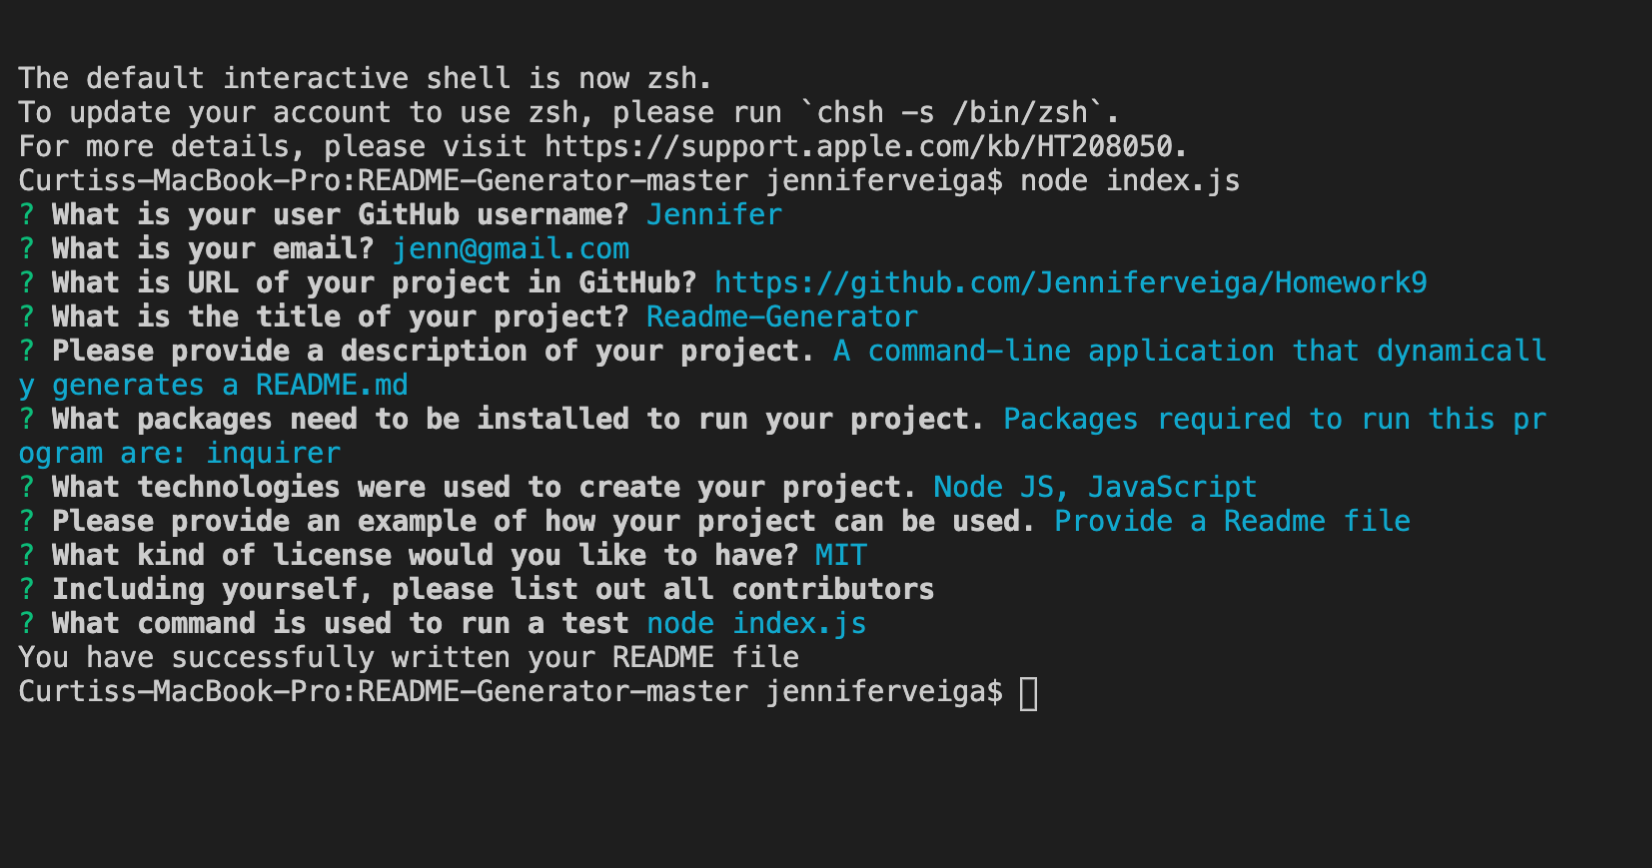 The default interactive shell is now zsh.
To update your account to use zsh, please run `chsh -s /bin/zsh`.
For more details, please visit https://support.apple.com/kb/HT208050.
Curtiss-MacBook-Pro:README-Generator-master jenniferveiga$ node index.js
? What is your user GitHub username? Jennifer
? What is your email? jenn@gmail.com
? What is URL of your project in GitHub? https://github.com/Jenniferveiga/Homework9
? What is the title of your project? Readme-Generator
? Please provide a description of your project. A command-line application that dynamicall
y generates a README.md
? What packages need to be installed to run your project. Packages required to run this pr
ogram are: inquirer
? What technologies were used to create your project. Node JS, JavaScript
? Please provide an example of how your project can be used. Provide a Readme file
? What kind of license would you like to have? MIT
? Including yourself, please list out all contributors
? What command is used to run a test node index.js
You have successfully written your README file
Curtiss-MacBook-Pro:README-Generator-master jenniferveiga$